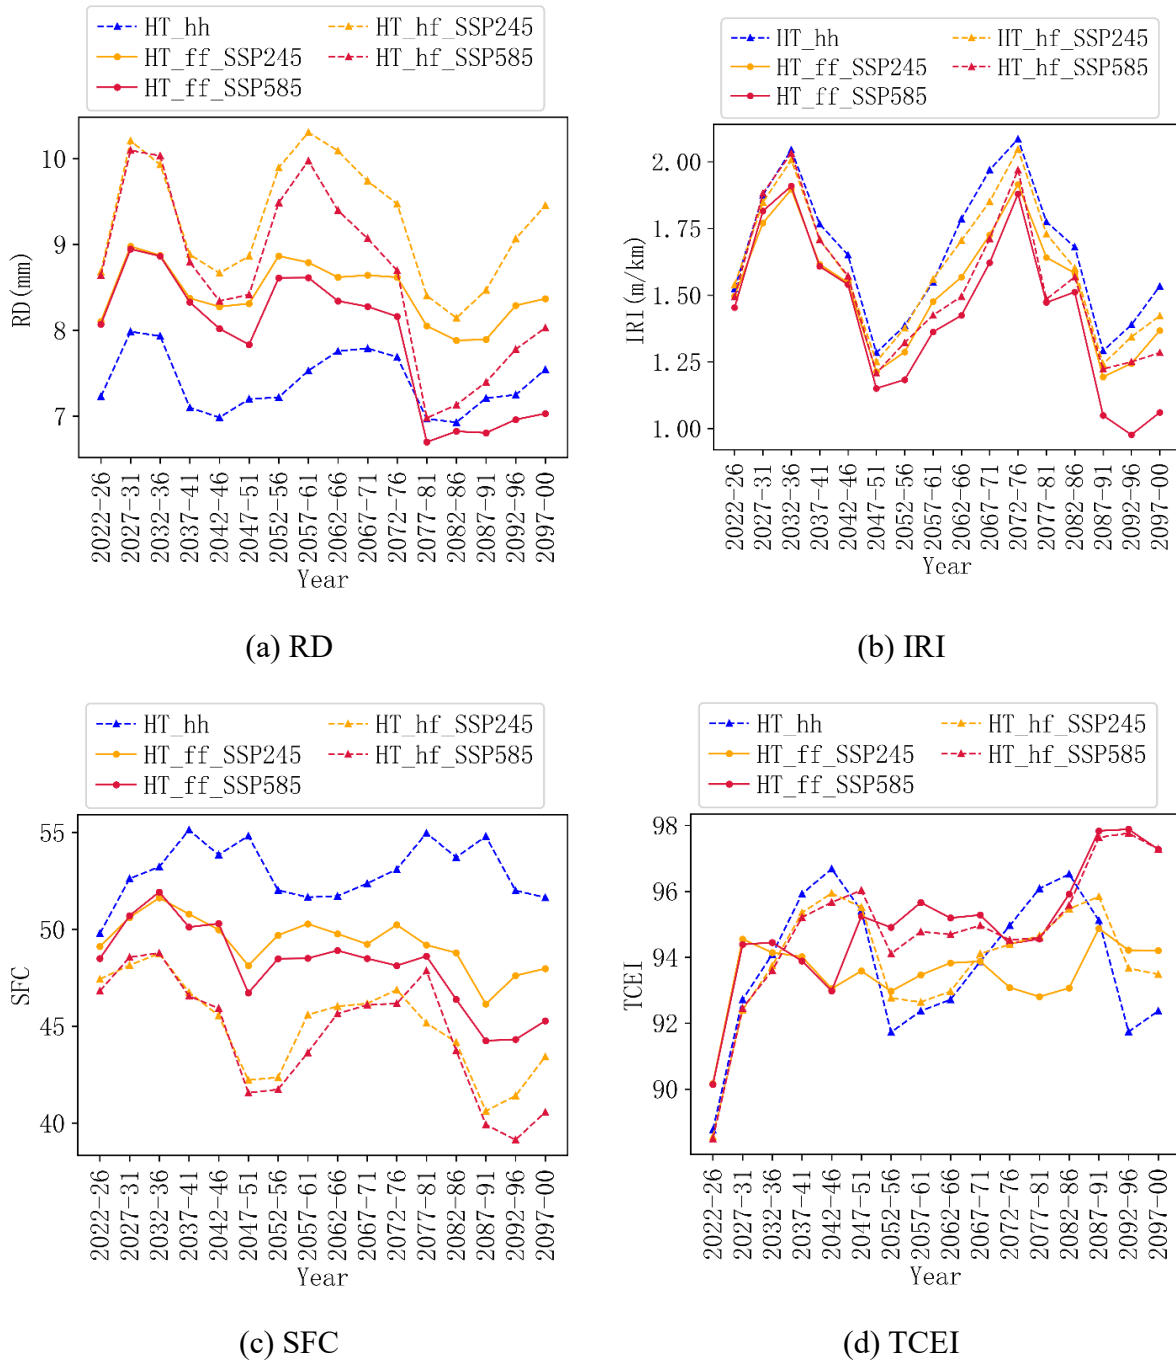 HT_hh
HT_hf_SSP245
HT_ff_SSP245
HT_hf_SSP585
HT_ff_SSP585
10
9
8
7
RD(mm)
2022-26
2027-31
2032-36
2037-41
2042-46
2047-51
2052-56
2057-61
2062-66
2067-71
2072-76
2077-81
2082-86
2087-91
2092-96
2097-00
Year
(a) RD
HT_hh
HT_hf_SSP245
HT_ff_SSP245
HT_hf_SSP585
HT_ff_SSP585
2.00
1.75
1.50
1.25
1.00
IRI(m/km)
2022-26
2027-31
2032-36
2037-41
2042-46
2047-51
2052-56
2057-61
2062-66
2067-71
2072-76
2077-81
2082-86
2087-91
2092-96
2097-00
Year
(b) IRI
HT_hh
HT_hf_SSP245
HT_ff_SSP245
HT_hf_SSP585
HT_ff_SSP585
55
50
45
40
SFC
2022-26
2027-31
2032-36
2037-41
2042-46
2047-51
2052-56
2057-61
2062-66
2067-71
2072-76
2077-81
2082-86
2087-91
2092-96
2097-00
Year
(c) SFC
HT_hh
HT_hf_SSP245
HT_ff_SSP245
HT_hf_SSP585
HT_ff_SSP585
98
96
94
92
90
TCEI
2022-26
2027-31
2032-36
2037-41
2042-46
2047-51
2052-56
2057-61
2062-66
2067-71
2072-76
2077-81
2082-86
2087-91
2092-96
2097-00
Year
(d) TCEI